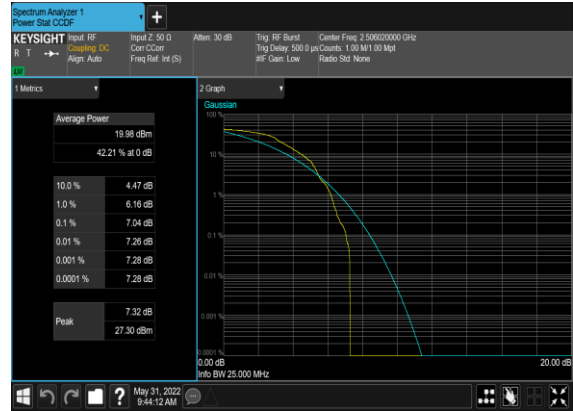 Spectrum Analyzer 1
Power Stat CCDF
KEYSIGHT
R T
LXI
Input: RF
Coupling: DC
Align: Auto
Input Z: 50 Ω
Corr CCorr
Freq Ref: Int (S)
Atten: 30 dB
Trig: RF Burst
Trig Delay: 500.0 µs
#IF Gain: Low
Center Freq: 2.506020000 GHz
Counts: 1.00 M/1.00 Mpt
Radio Std: None
1 Metrics
Average Power
19.98 dBm
42.21 % at 0 dB
10.0 % 4.47 dB
1.0 % 6.16 dB
0.1 % 7.04 dB
0.01 % 7.26 dB
0.001 % 7.28 dB
0.0001 % 7.28 dB
Peak
7.32 dB
27.30 dBm
2 Graph
Gaussian
100 %
10 %
1 %
0.1 %
0.01 %
0.001 %
0.0001 %
0.00 dB 20.00 dB
Info BW 25.000 MHz
May 31, 2022
9:44:12 AM